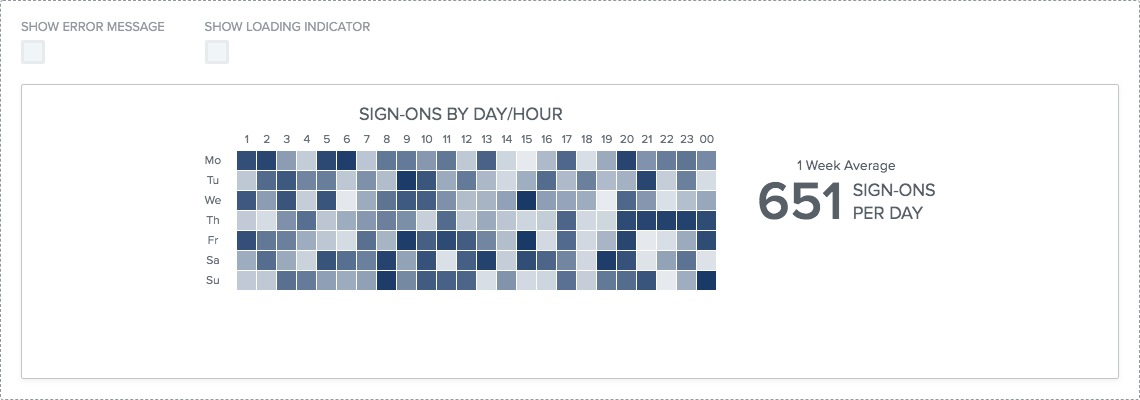 SHOW ERROR MESSAGE
SHOW LOADING INDICATOR
SIGN-ONS BY DAY/HOUR
1 2 3 4 5 6 7 8 9 10 11 12 13 14 15 16 17 18 19 20 21 22 23 00
Mo
Tu
We
Th
Fr
Sa
Su
1 Week Average
651 SIGN-ONS
PER DAY